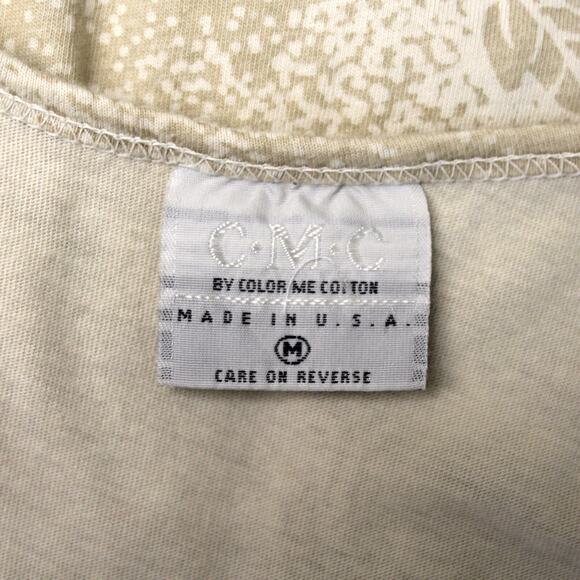 C·M·C
BY COLOR ME COTTON
MADE IN U.S.A.
M
CARE ON REVERSE